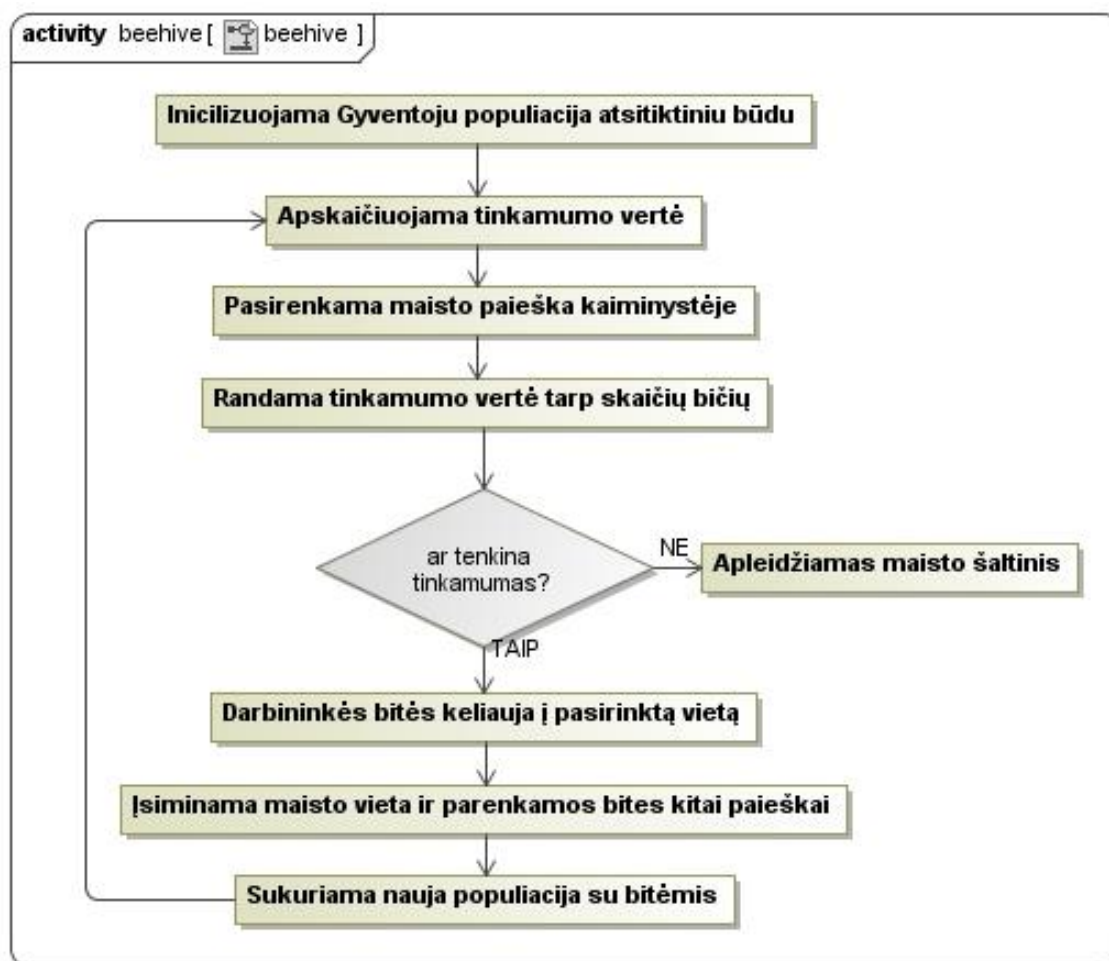 activity beehive [ beehive ]
Inicilizuojama Gyventoju populiacija atsitiktiniu būdu
Apskaičiuojama tinkamumo vertė
Pasirenkama maisto paieška kaiminystėje
Randama tinkamumo vertė tarp skaičių bičių
ar tenkina
tinkamumas?
NE
Apleidžiamas maisto šaltinis
TAIP
Darbininkės bitės keliauja į pasirinktą vietą
Įsiminama maisto vieta ir parenkamos bites kitai paieškai
Sukuriama nauja populiacija su bitėmis